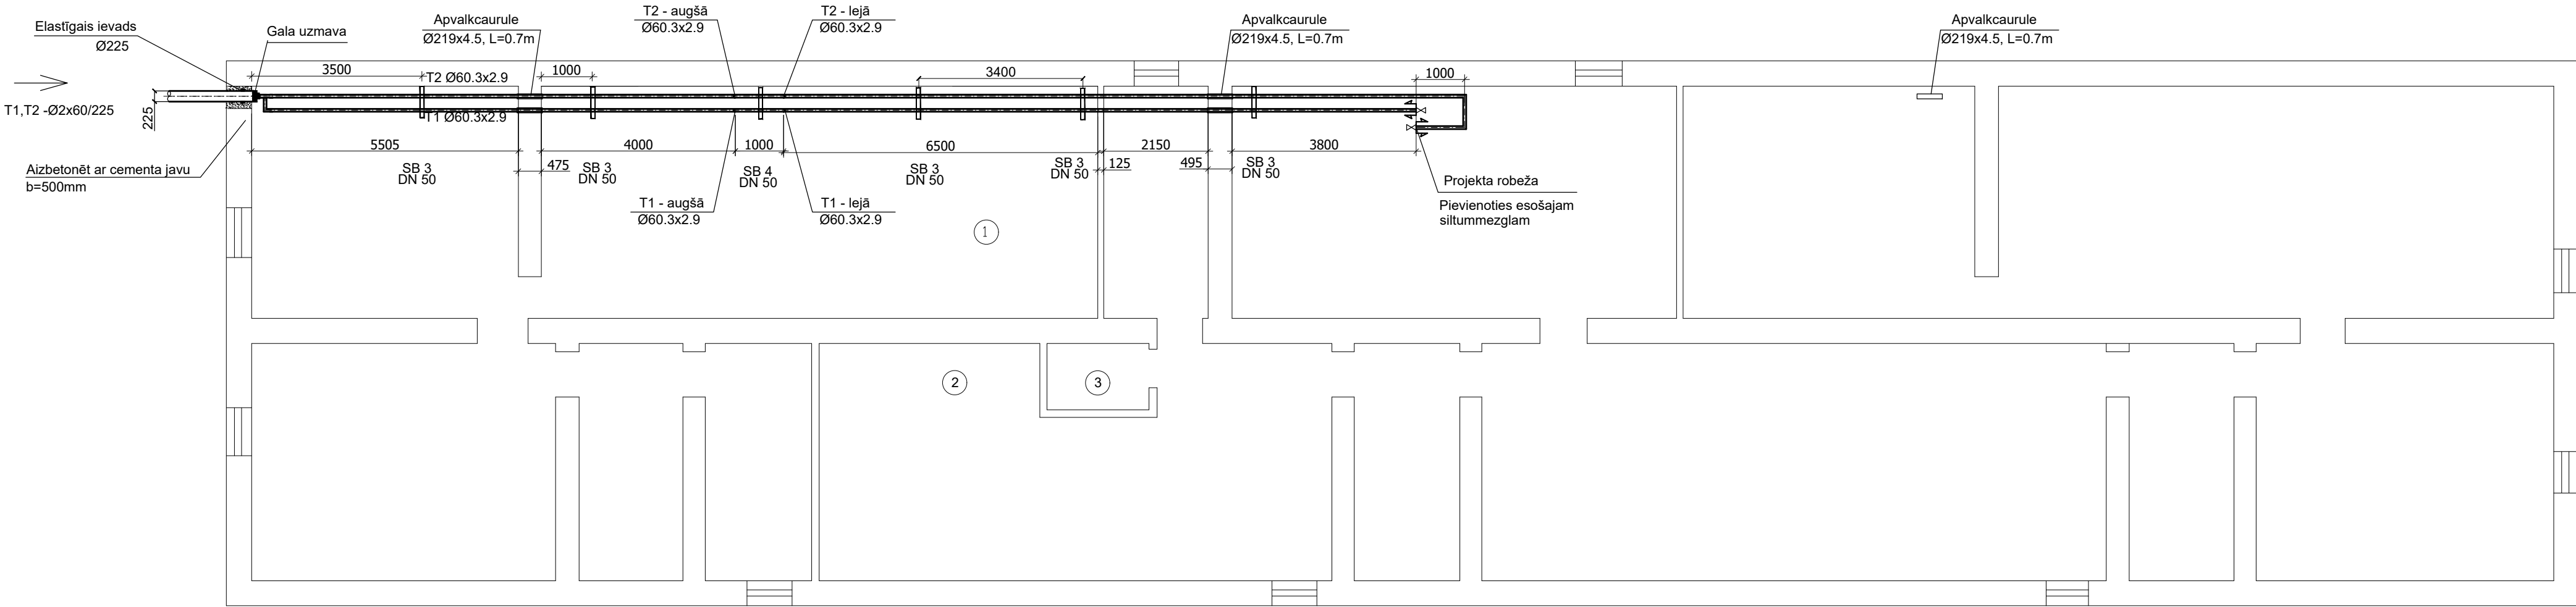 Elastīgais ievads
Ø225
Gala uzmava
Apvalkcaurule
Ø219x4.5, L=0.7m
T2 - augšā
Ø60.3x2.9
T2 - lejā
Ø60.3x2.9
Apvalkcaurule
Ø219x4.5, L=0.7m
Apvalkcaurule
Ø219x4.5, L=0.7m
3500
T2 Ø60.3x2.9
1000
3400
1000
T1,T2 -Ø2x60/225
225
T1 Ø60.3x2.9
5505
475
4000
1000
6500
125
2150
495
3800
SB 3
DN 50
SB 3
DN 50
SB 4
DN 50
SB 3
DN 50
SB 3
DN 50
SB 3
DN 50
Aizbetonēt ar cementa javu
b=500mm
T1 - augšā
Ø60.3x2.9
T1 - lejā
Ø60.3x2.9
Projekta robeža
Pievienoties esošajam
siltummezglam
1
2
3